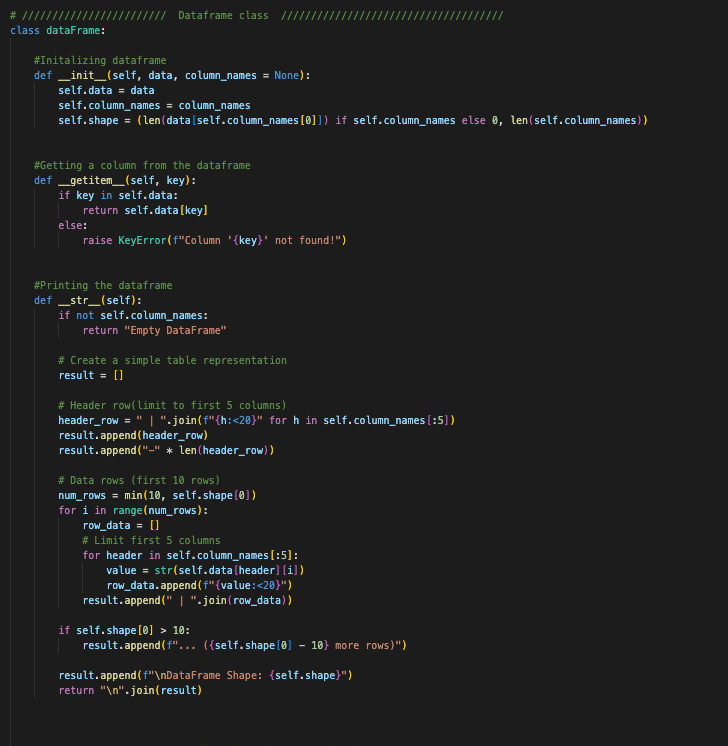 # ////////////////////////  Dataframe class  /////////////////////////////////////
class dataFrame:
    #Initalizing dataframe
    def __init__(self, data, column_names = None):
        self.data = data
        self.column_names = column_names
        self.shape = (len(data[self.column_names[0]]) if self.column_names else 0, len(self.column_names))
    #Getting a column from the dataframe
    def __getitem__(self, key):
        if key in self.data:
            return self.data[key]
        else:
            raise KeyError(f"Column '{key}' not found!")
    #Printing the dataframe
    def __str__(self):
        if not self.column_names:
            return "Empty DataFrame"
        # Create a simple table representation
        result = []
        # Header row(limit to first 5 columns)
        header_row = " | ".join(f"{h:<20}" for h in self.column_names[:5])
        result.append(header_row)
        result.append("-" * len(header_row))
        # Data rows (first 10 rows)
        num_rows = min(10, self.shape[0])
        for i in range(num_rows):
            row_data = []
            # Limit first 5 columns
            for header in self.column_names[:5]:
                value = str(self.data[header][i])
                row_data.append(f"{value:<20}")
            result.append(" | ".join(row_data))
        if self.shape[0] > 10:
            result.append(f"... ({self.shape[0] - 10} more rows)")
        result.append(f"\nDataFrame Shape: {self.shape}")
        return "\n".join(result)